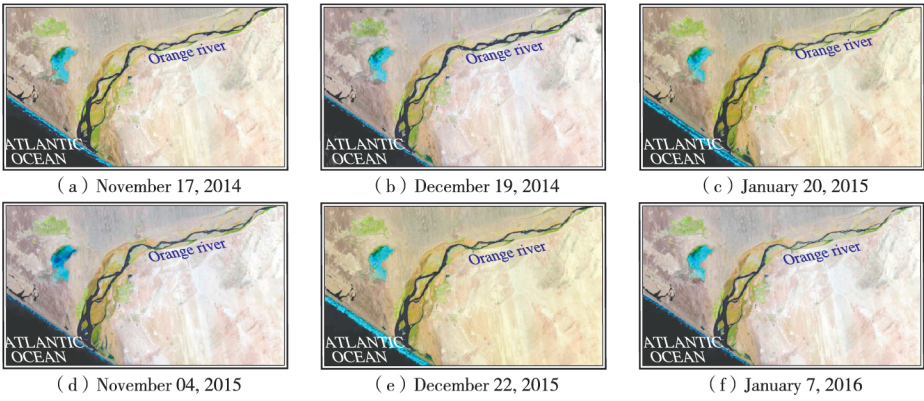 Orange river
ATLANTIC
OCEAN
(a) November 17, 2014
Orange river
ATLANTIC
OCEAN
(b) December 19, 2014
Orange river
ATLANTIC
OCEAN
(c) January 20, 2015
Orange river
ATLANTIC
OCEAN
(d) November 04, 2015
Orange river
ATLANTIC
OCEAN
(e) December 22, 2015
Orange river
ATLANTIC
OCEAN
(f) January 7, 2016